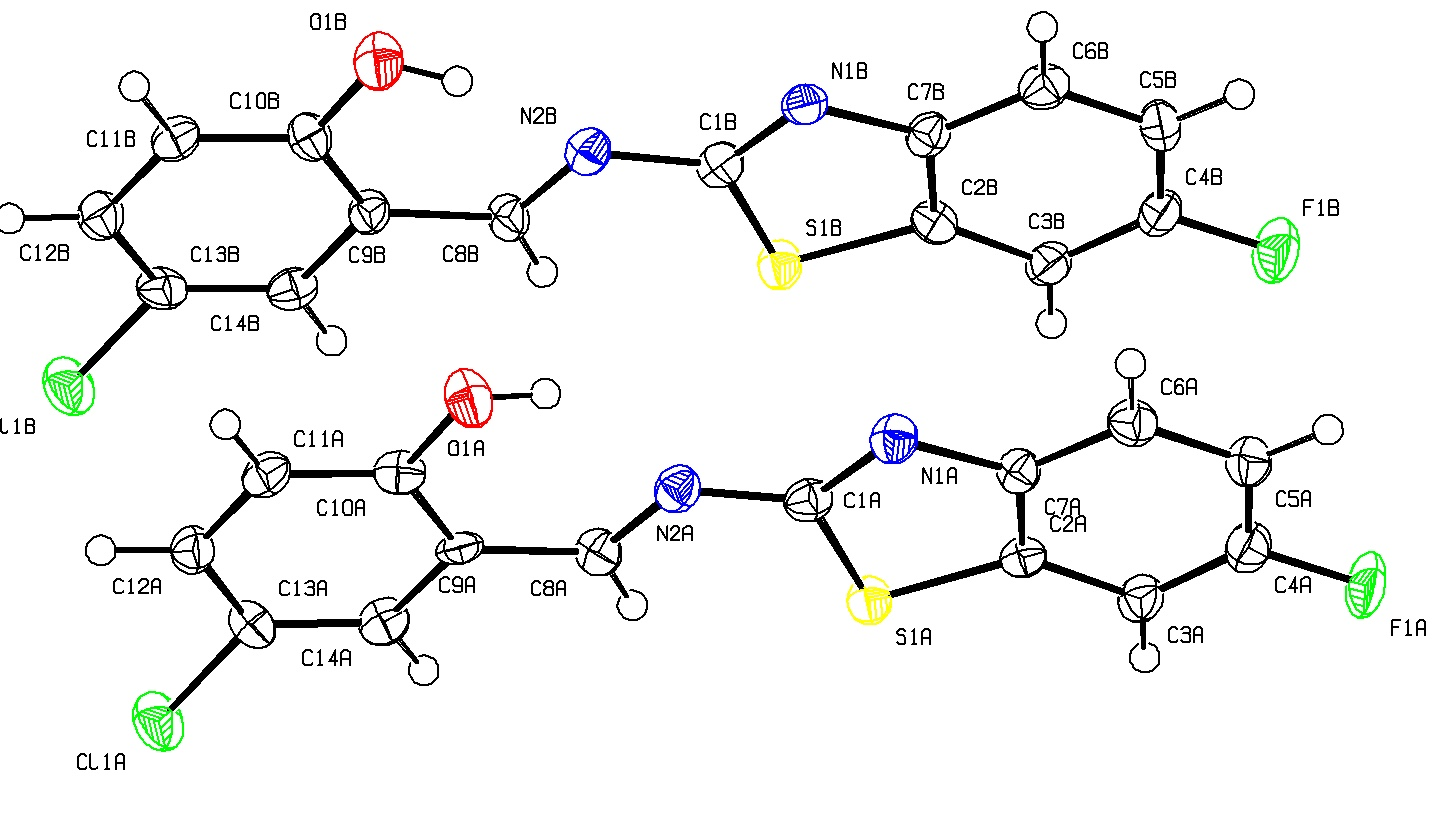 O1B
C6B
N1B
C5B
C10B
C7B
N2B
C1B
C11B
C4B
C2B
F1B
C3B
S1B
C12B
C13B
C9B
C8B
C14B
C6A
l1B
C11A
O1A
N1A
C1A
C5A
C10A
C7A
C2A
N2A
C12A
C13A
C9A
C8A
C4A
F1A
C3A
S1A
C14A
Cl1A